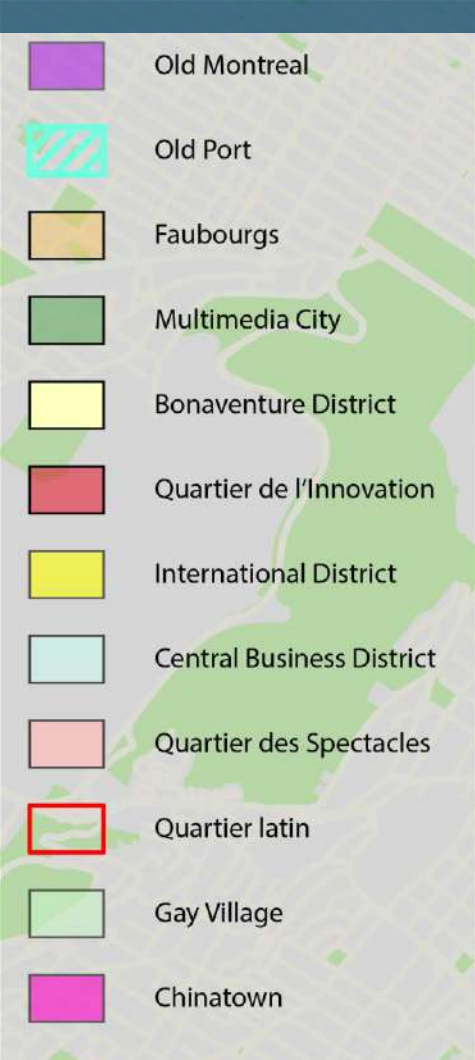 Old Montreal
Old Port
Faubourgs
Multimedia City
Bonaventure District
Quartier de l'Innovation
International District
Central Business District
Quartier des Spectacles
Quartier latin
Gay Village
Chinatown